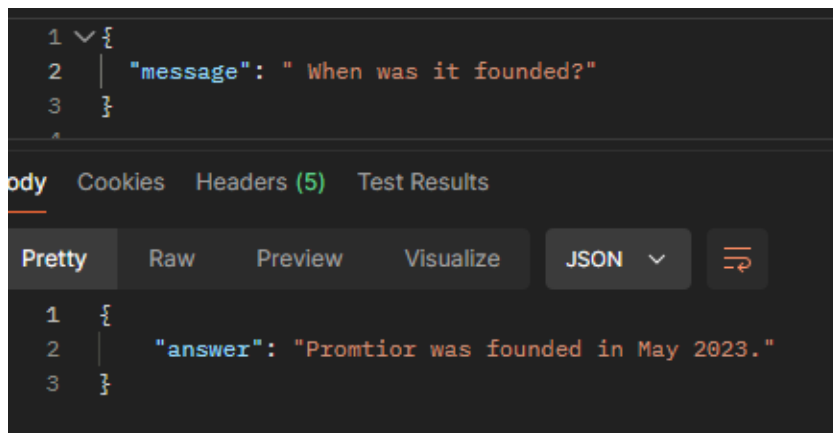 1 {
2 "message": " When was it founded?"
3 }
ody Cookies Headers (5) Test Results
Pretty Raw Preview Visualize JSON
1 {
2 "answer": "Promtior was founded in May 2023."
3 }